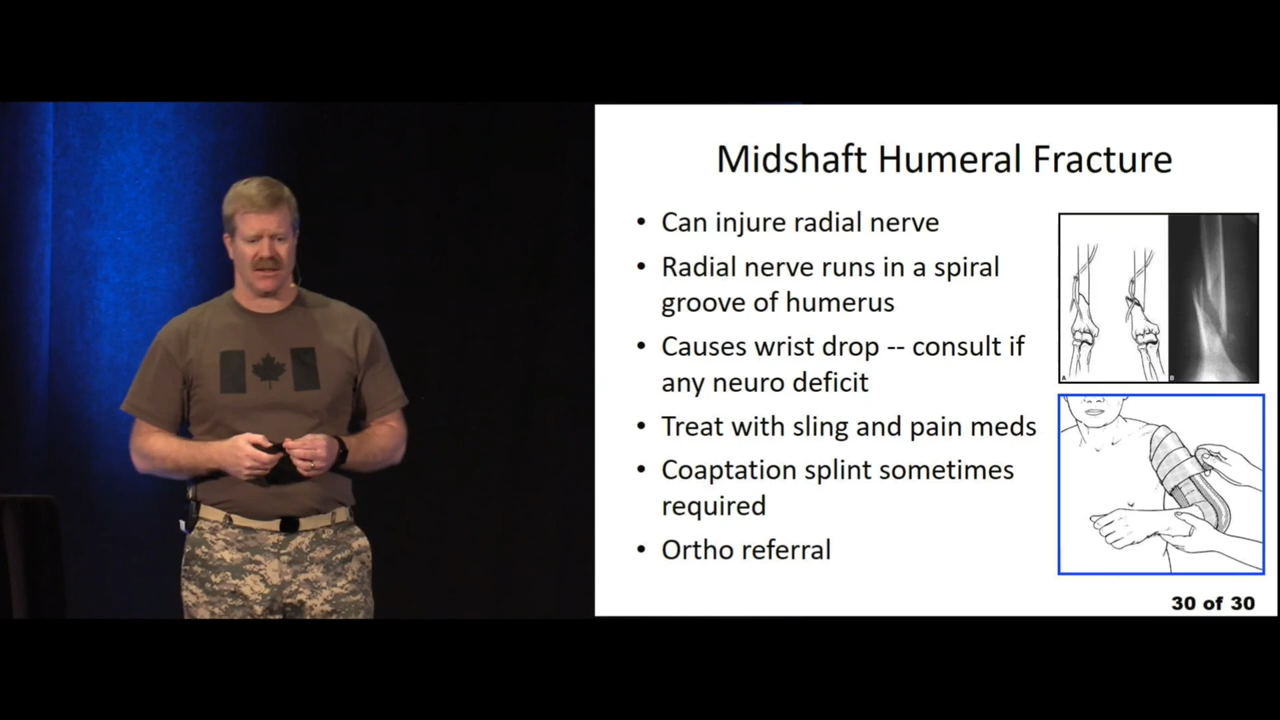 Midshaft Humeral Fracture
• Can injure radial nerve
• Radial nerve runs in a spiral
groove of humerus
• Causes wrist drop -- consult if
any neuro deficit
• Treat with sling and pain meds
• Coaptation splint sometimes
required
• Ortho referral
A
B
30 of 30